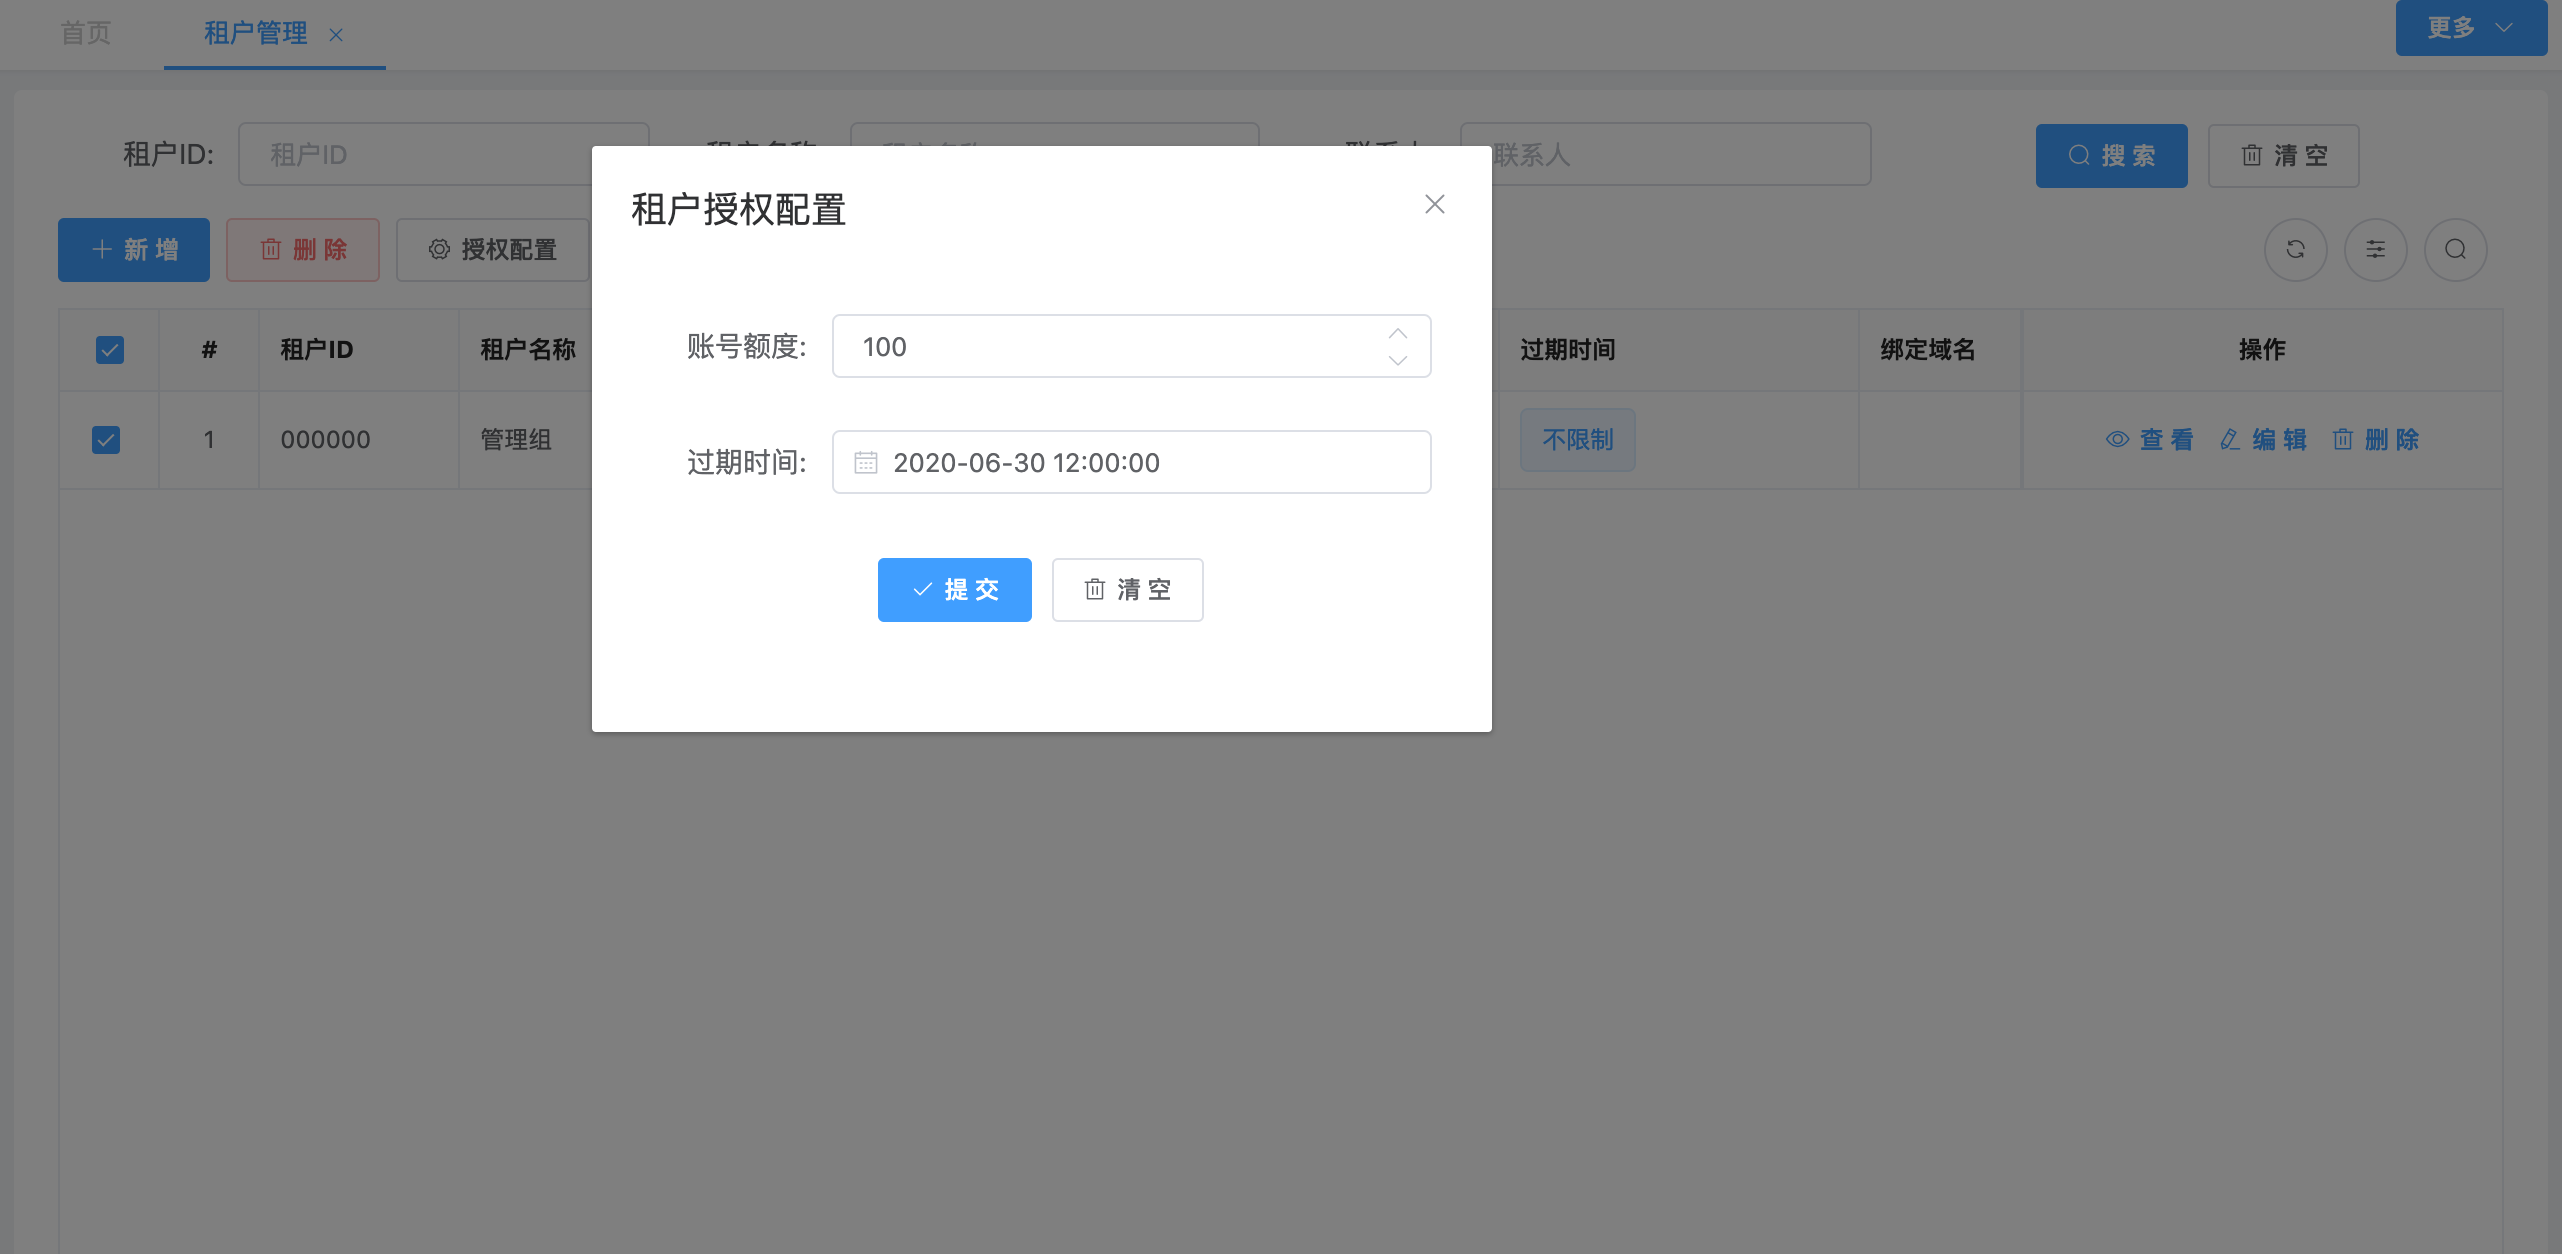 首页 租户管理 更多
租户ID: 租户ID 联系人 搜索 清空
新增 删除 授权配置
# 租户ID 租户名称 过期时间 绑定域名 操作
1 000000 管理组 不限制 查看 编辑 删除
租户授权配置
账号额度: 100
过期时间: 2020-06-30 12:00:00
提交 清空